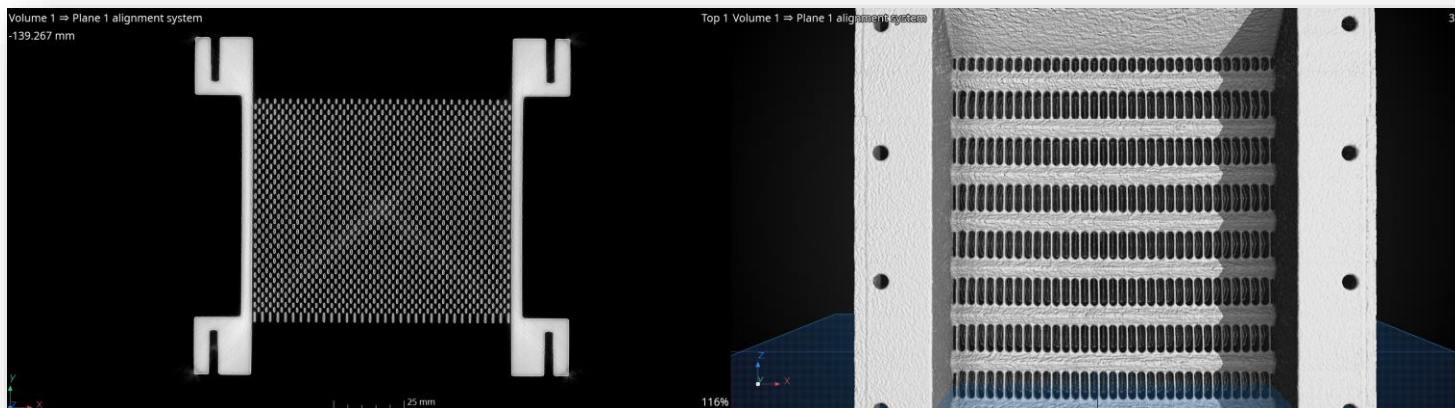 Volume 1 ⇒ Plane 1 alignment system
-139.267 mm
Y
X
25 mm
116%
Top 1 Volume 1 ⇒ Plane 1 alignment system
3
Z
Y
X